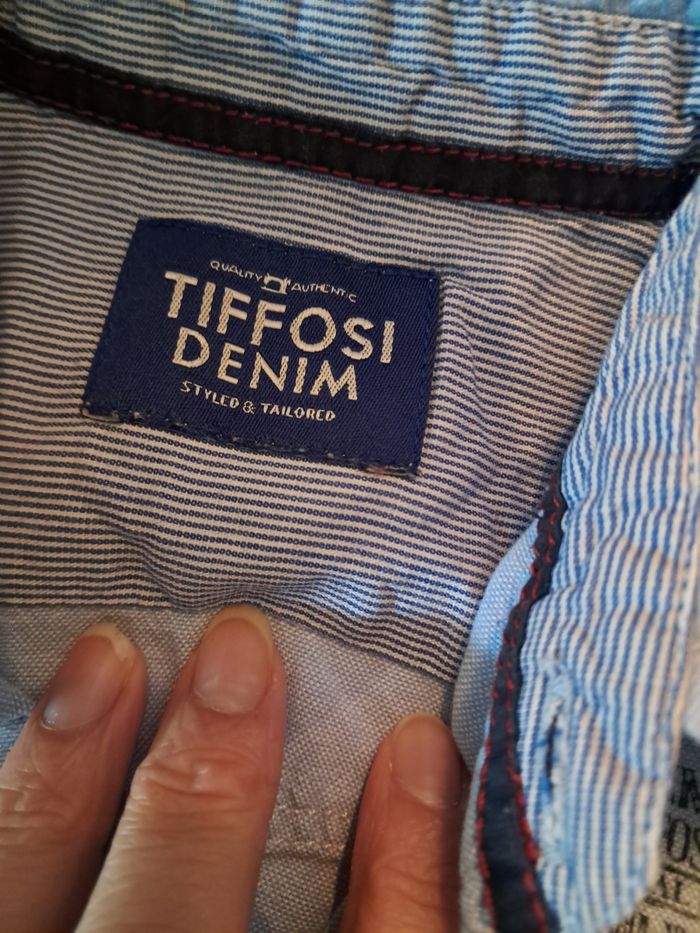 QUALITY AUTHENTIC
TIFFOSI
DENIM
STYLED & TAILORED